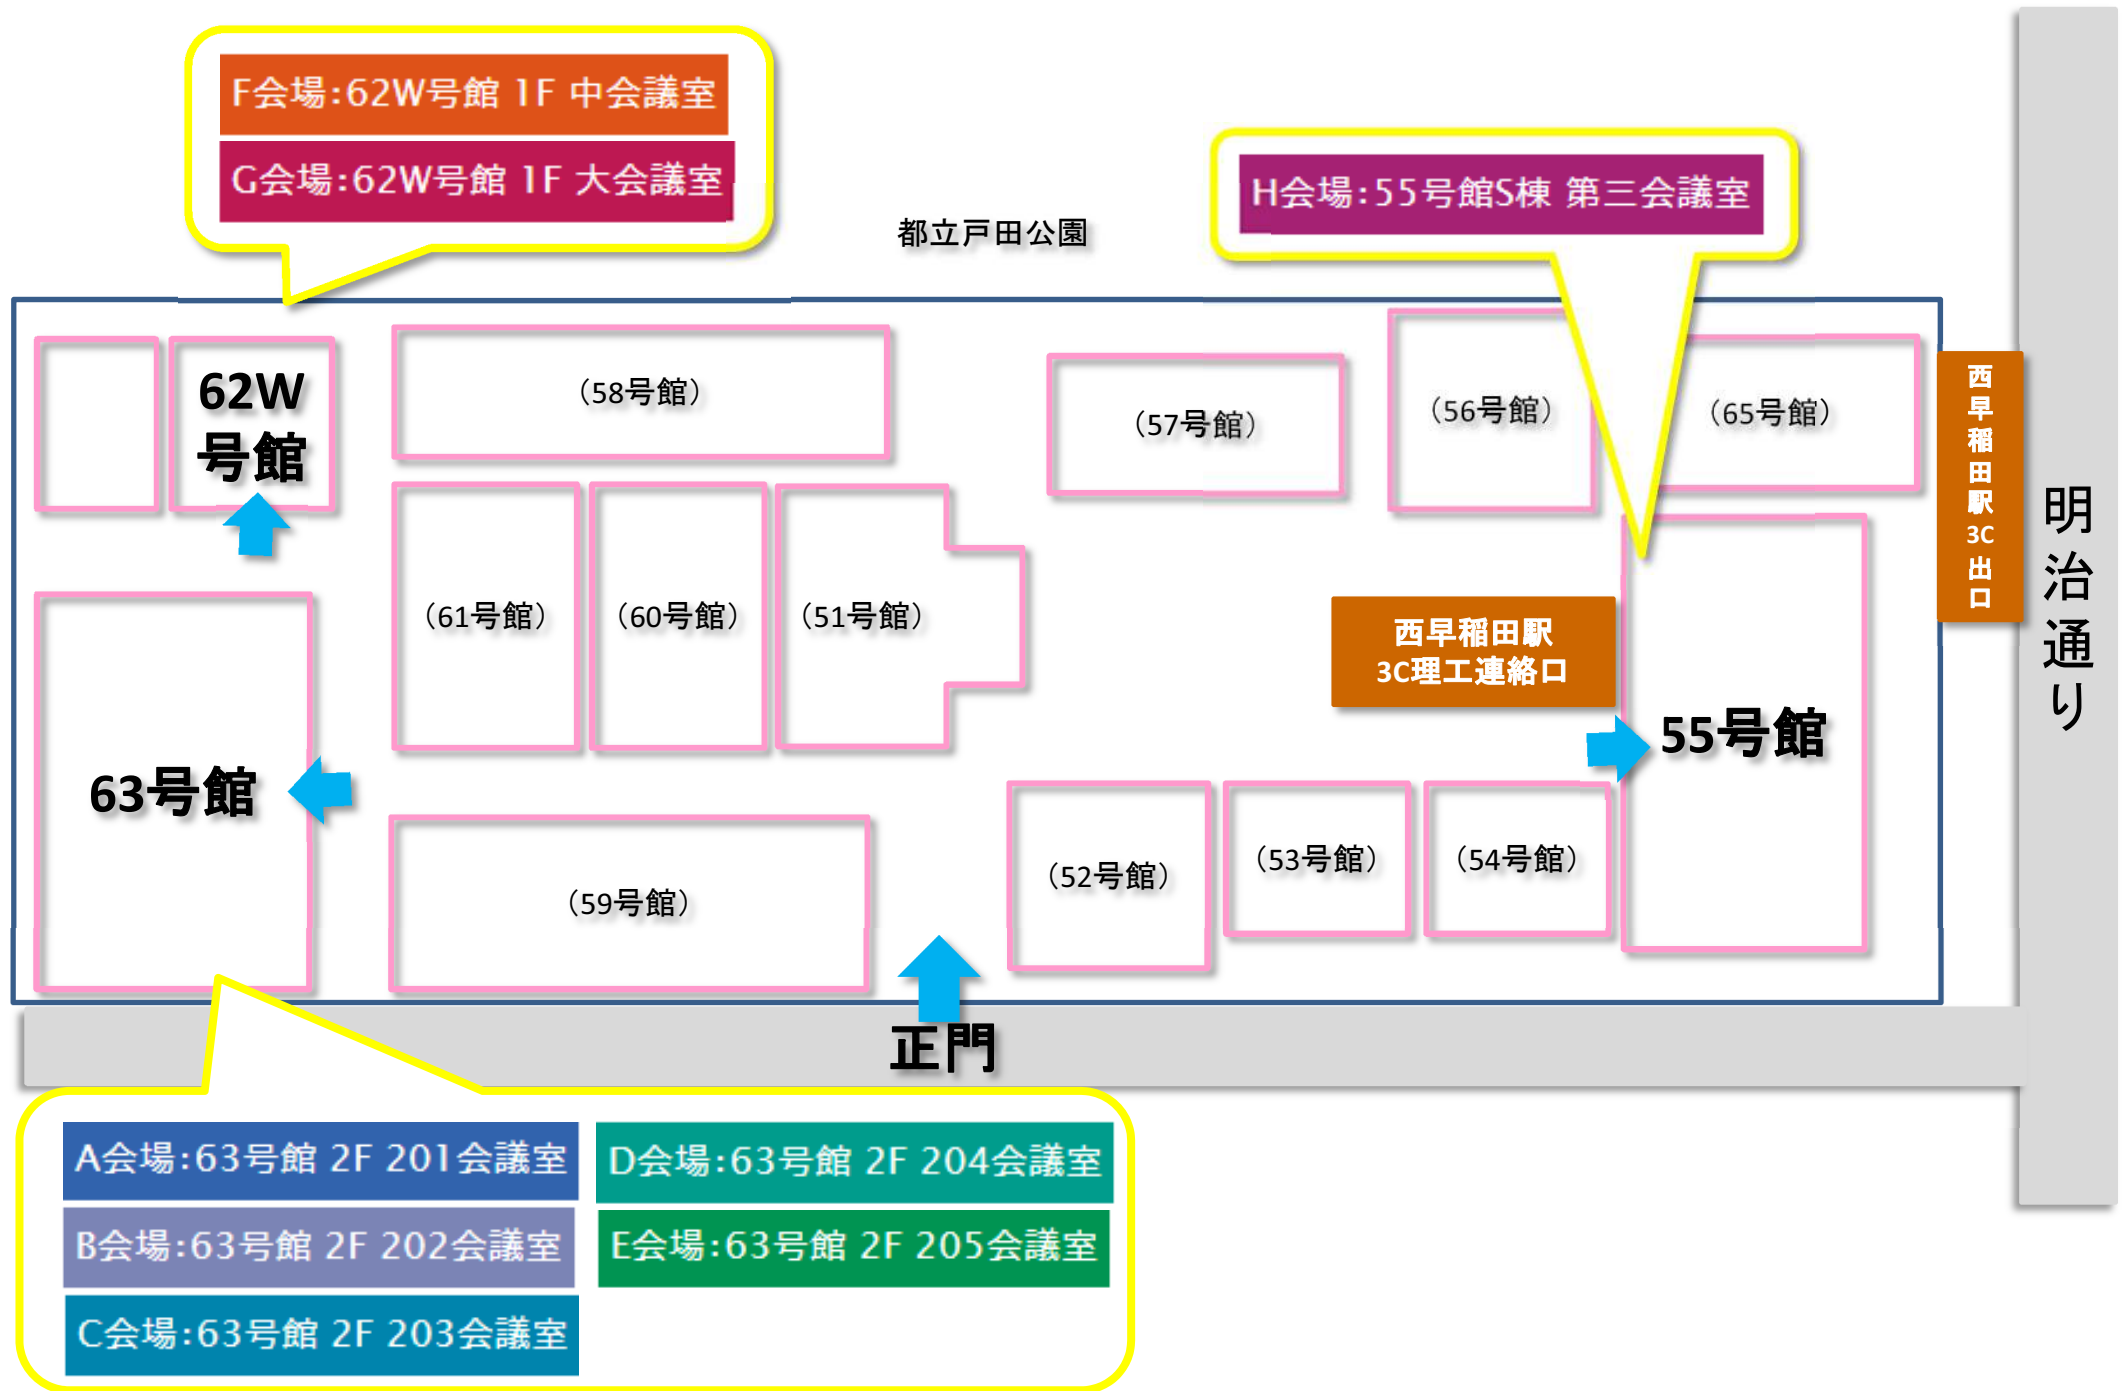 F会場:62W号館 1F 中会議室
G会場:62W号館 1F 大会議室
都立戸田公園
H会場:55号館S棟 第三会議室
62W
号館
（58号館）
（57号館）
（56号館）
（65号館）
西早稲田駅3C出口
明治通り
（61号館）
（60号館）
（51号館）
西早稲田駅
3C理工連絡口
55号館
63号館
（59号館）
（52号館）
（53号館）
（54号館）
正門
A会場:63号館 2F 201会議室
B会場:63号館 2F 202会議室
C会場:63号館 2F 203会議室
D会場:63号館 2F 204会議室
E会場:63号館 2F 205会議室